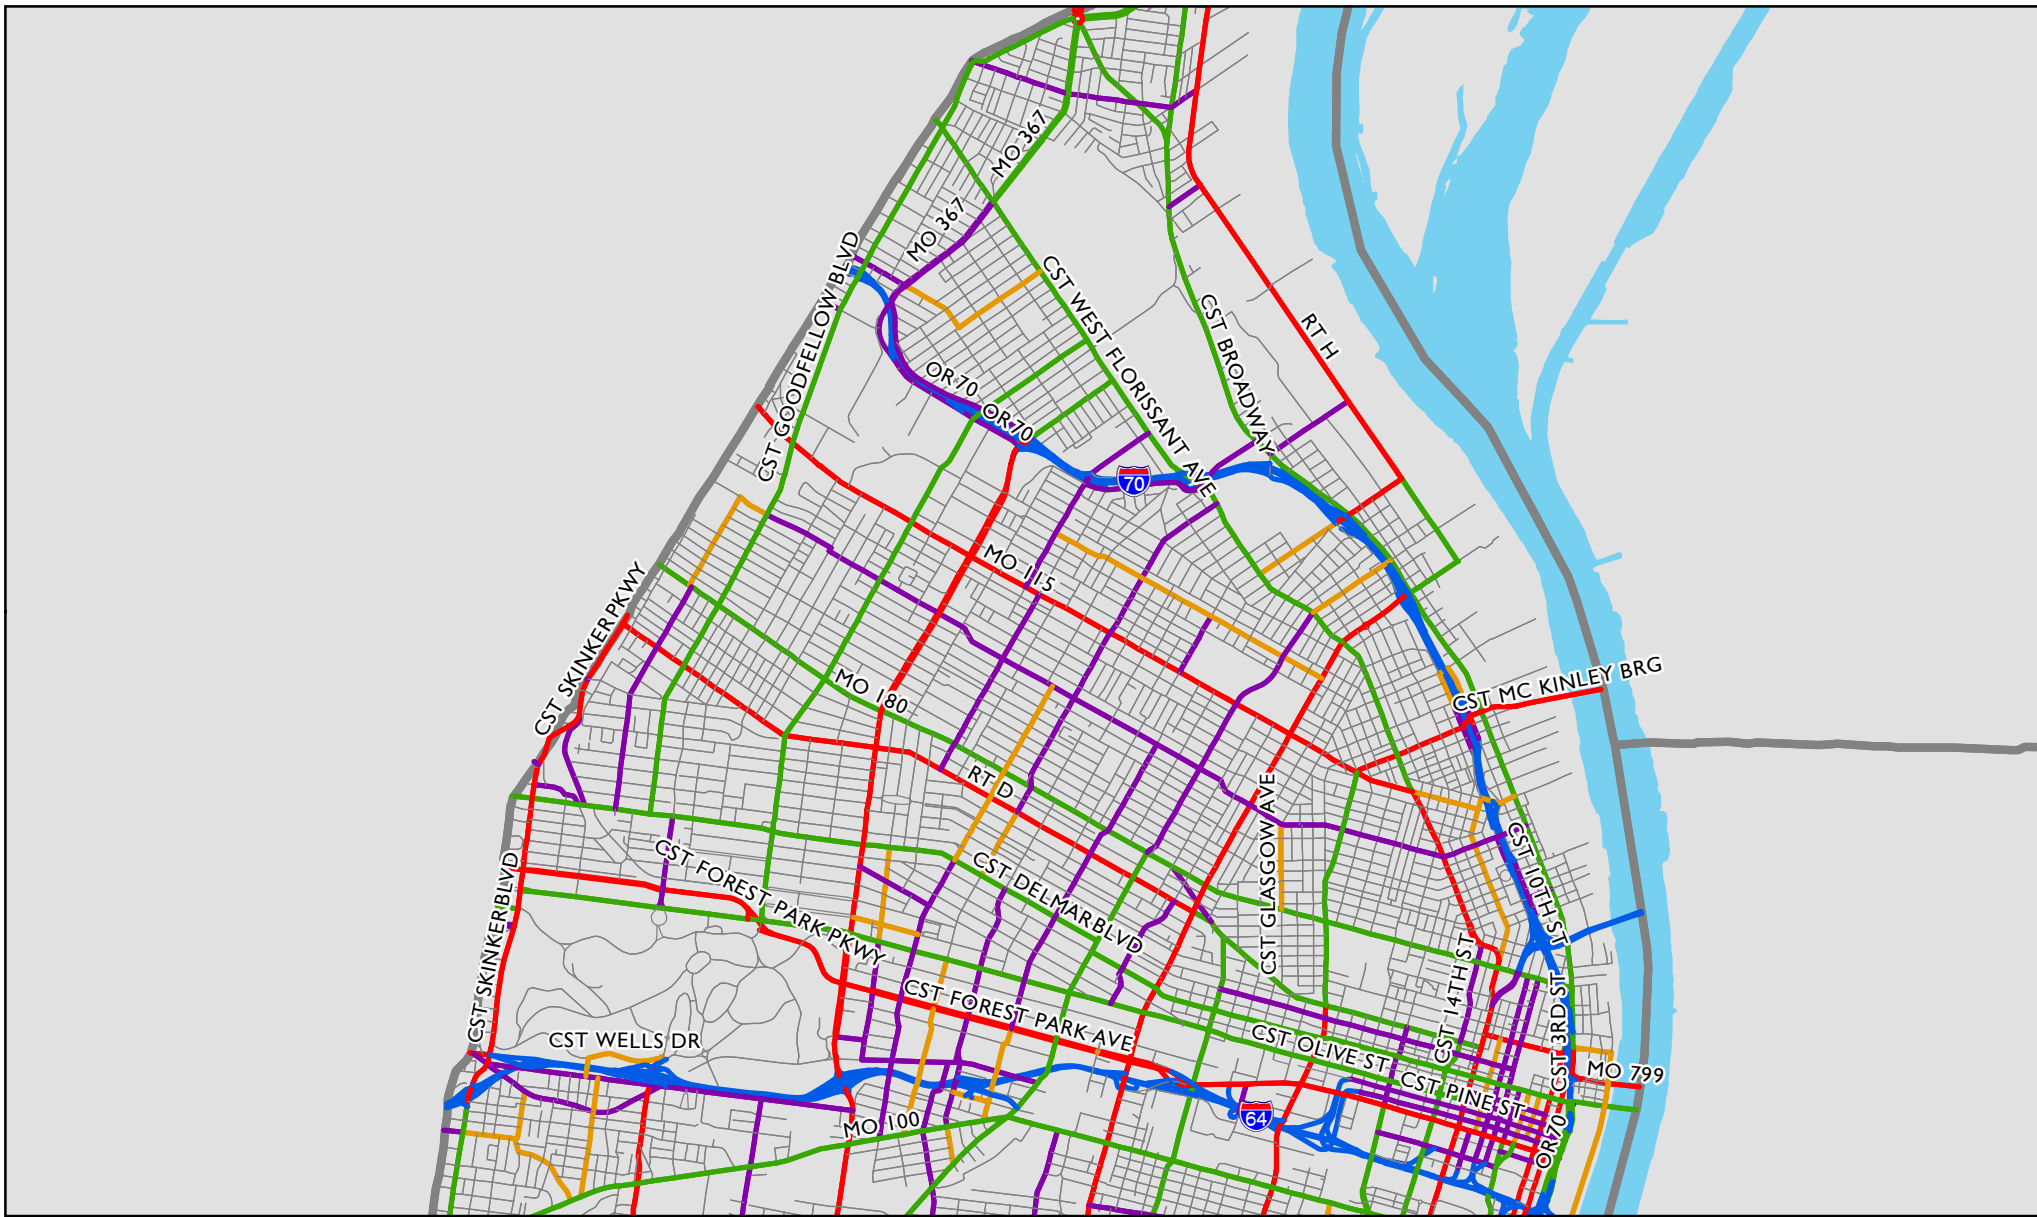 MO 367
MO 367
CST GOODFELLOW BLVD
CST WEST FLORISSANT AVE
CST BROADWAY
RT H
OR 70
OR 70
70
MO 115
CST SKINKER PKWY
MO 180
CST MC KINLEY BRG
RT D
CST GLASGOW AVE
CST 10TH ST
CST FOREST PARK PKWY
CST DELMAR BLVD
CST SKINKER BLVD
CST 14TH ST
CST 3RD ST
CST FOREST PARK AVE
CST WELLS DR
CST OLIVE ST
CST PINE ST
MO 799
MO 100
64
OR 70